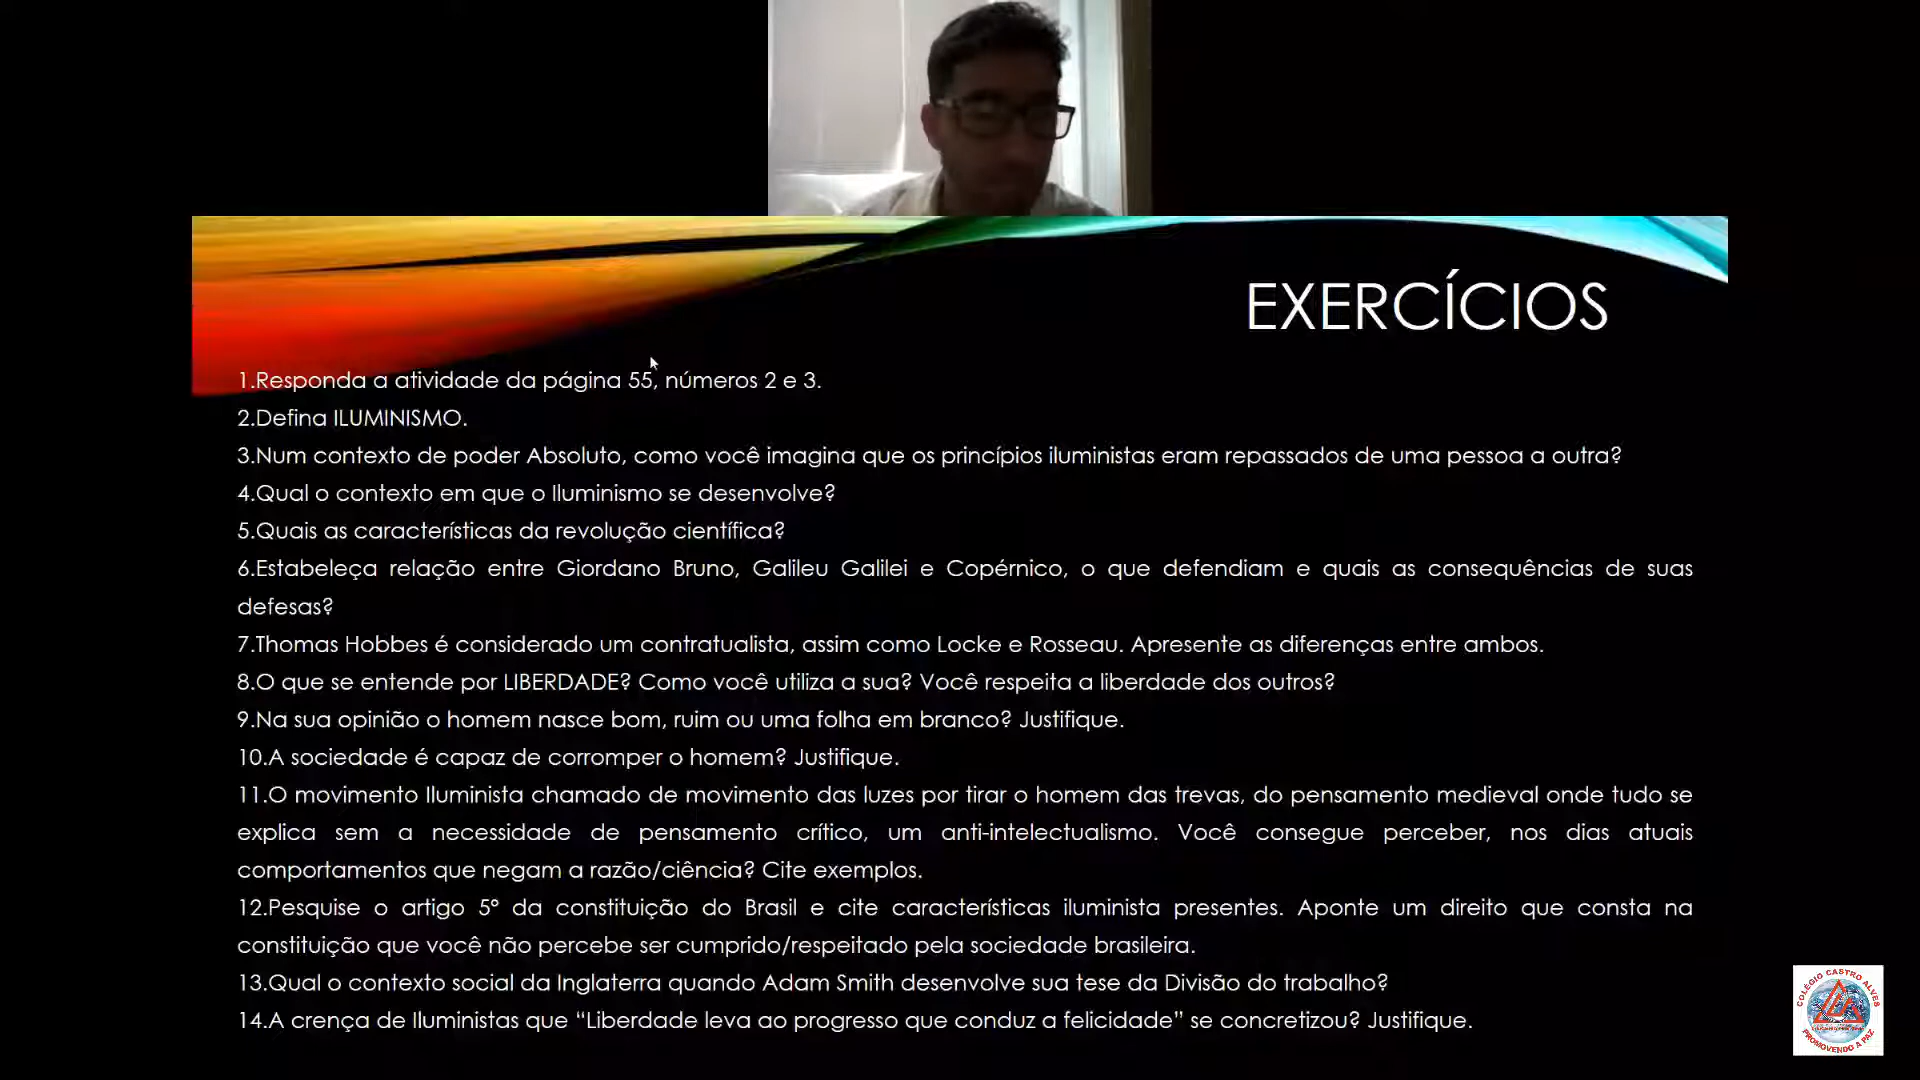 EXERCÍCIOS
1.Responda a atividade da página 55, números 2 e 3.
2.Defina ILUMINISMO.
3.Num contexto de poder Absoluto, como você imagina que os princípios iluministas eram repassados de uma pessoa a outra?
4.Qual o contexto em que o Iluminismo se desenvolve?
5.Quais as características da revolução científica?
6.Estabeleça relação entre Giordano Bruno, Galileu Galilei e Copérnico, o que defendiam e quais as consequências de suas
defesas?
7.Thomas Hobbes é considerado um contratualista, assim como Locke e Rosseau. Apresente as diferenças entre ambos.
8.O que se entende por LIBERDADE? Como você utiliza a sua? Você respeita a liberdade dos outros?
9.Na sua opinião o homem nasce bom, ruim ou uma folha em branco? Justifique.
10.A sociedade é capaz de corromper o homem? Justifique.
11.O movimento Iluminista chamado de movimento das luzes por tirar o homem das trevas, do pensamento medieval onde tudo se
explica sem a necessidade de pensamento crítico, um anti-intelectualismo. Você consegue perceber, nos dias atuais
comportamentos que negam a razão/ciência? Cite exemplos.
12.Pesquise o artigo 5º da constituição do Brasil e cite características iluminista presentes. Aponte um direito que consta na
constituição que você não percebe ser cumprido/respeitado pela sociedade brasileira.
13.Qual o contexto social da Inglaterra quando Adam Smith desenvolve sua tese da Divisão do trabalho?
14.A crença de Iluministas que “Liberdade leva ao progresso que conduz a felicidade” se concretizou? Justifique.
COLÉGIO CASTRO ALVES
PROMOVENDO A PAZ